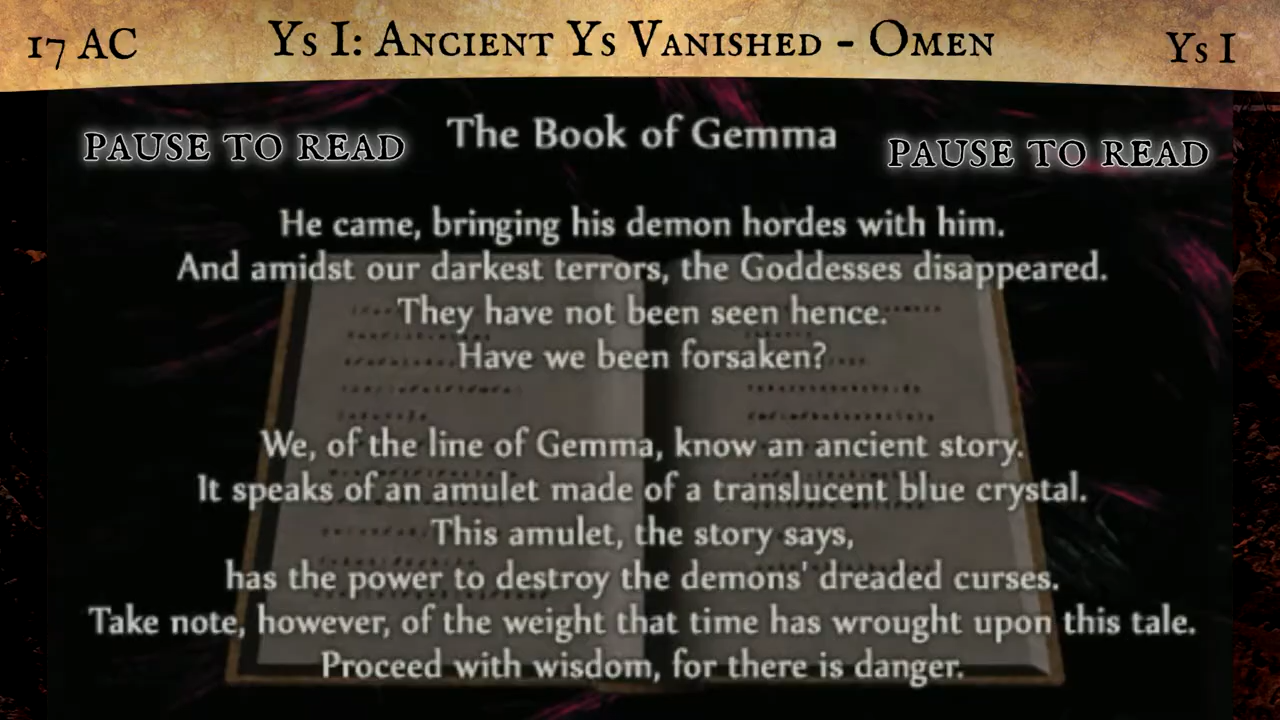 17 AC
Ys I: Ancient Ys Vanished - Omen
Ys I
PAUSE TO READ
The Book of Gemma
PAUSE TO READ
He came, bringing his demon hordes with him.
And amidst our darkest terrors, the Goddesses disappeared.
They have not been seen hence.
Have we been forsaken?
We, of the line of Gemma, know an ancient story.
It speaks of an amulet made of a translucent blue crystal.
This amulet, the story says,
has the power to destroy the demons' dreaded curses.
Take note, however, of the weight that time has wrought upon this tale.
Proceed with wisdom, for there is danger.